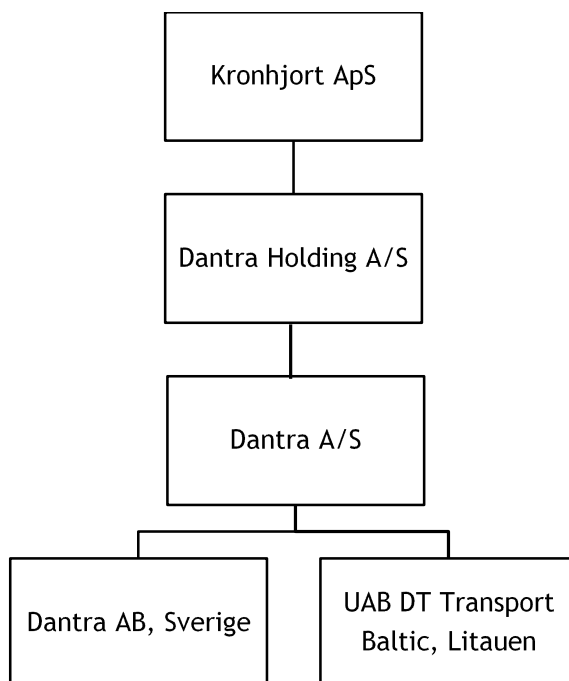 Kronhjort ApS
Dantra Holding A/S
Dantra A/S
Dantra AB, Sverige
UAB DT Transport
Baltic, Litauen